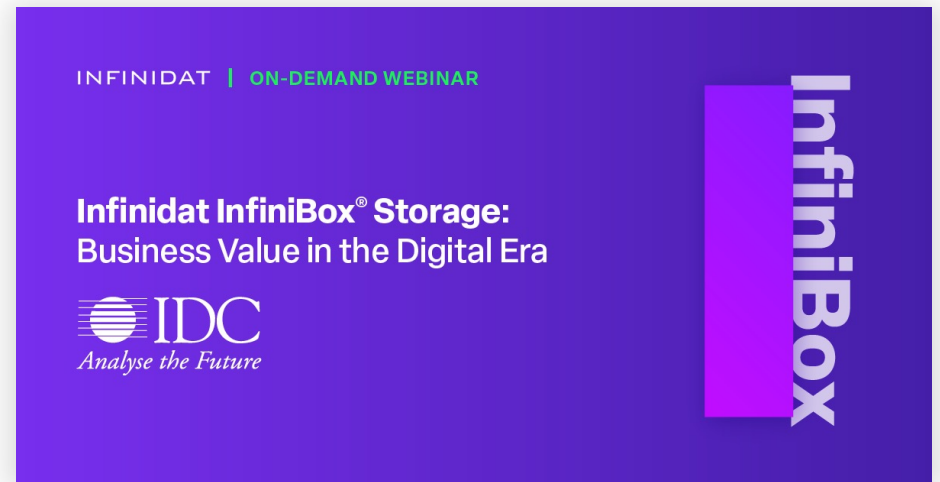 INFINIDAT | ON-DEMAND WEBINAR
Infinidat InfiniBox® Storage:
Business Value in the Digital Era
IDC
Analyse the Future
InfiniBox